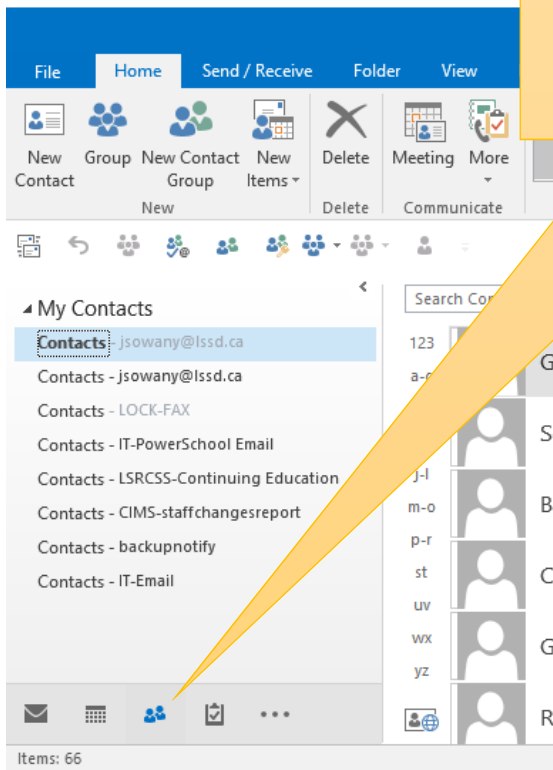 File Home Send / Receive Folder View
New Contact
Group
New Contact Group
New Items
Delete
Meeting
More
New Delete Communicate
My Contacts
Contacts - jsowany@lssd.ca
Contacts - jsowany@lssd.ca
Contacts - LOCK-FAX
Contacts - IT-PowerSchool Email
Contacts - LSRCSS-Continuing Education
Contacts - CIMS-staffchangesreport
Contacts - backupnotify
Contacts - IT-Email
Search
123
j-l
m-o
p-r
st
uv
wx
yz
G
S
B
C
G
R
Items: 66